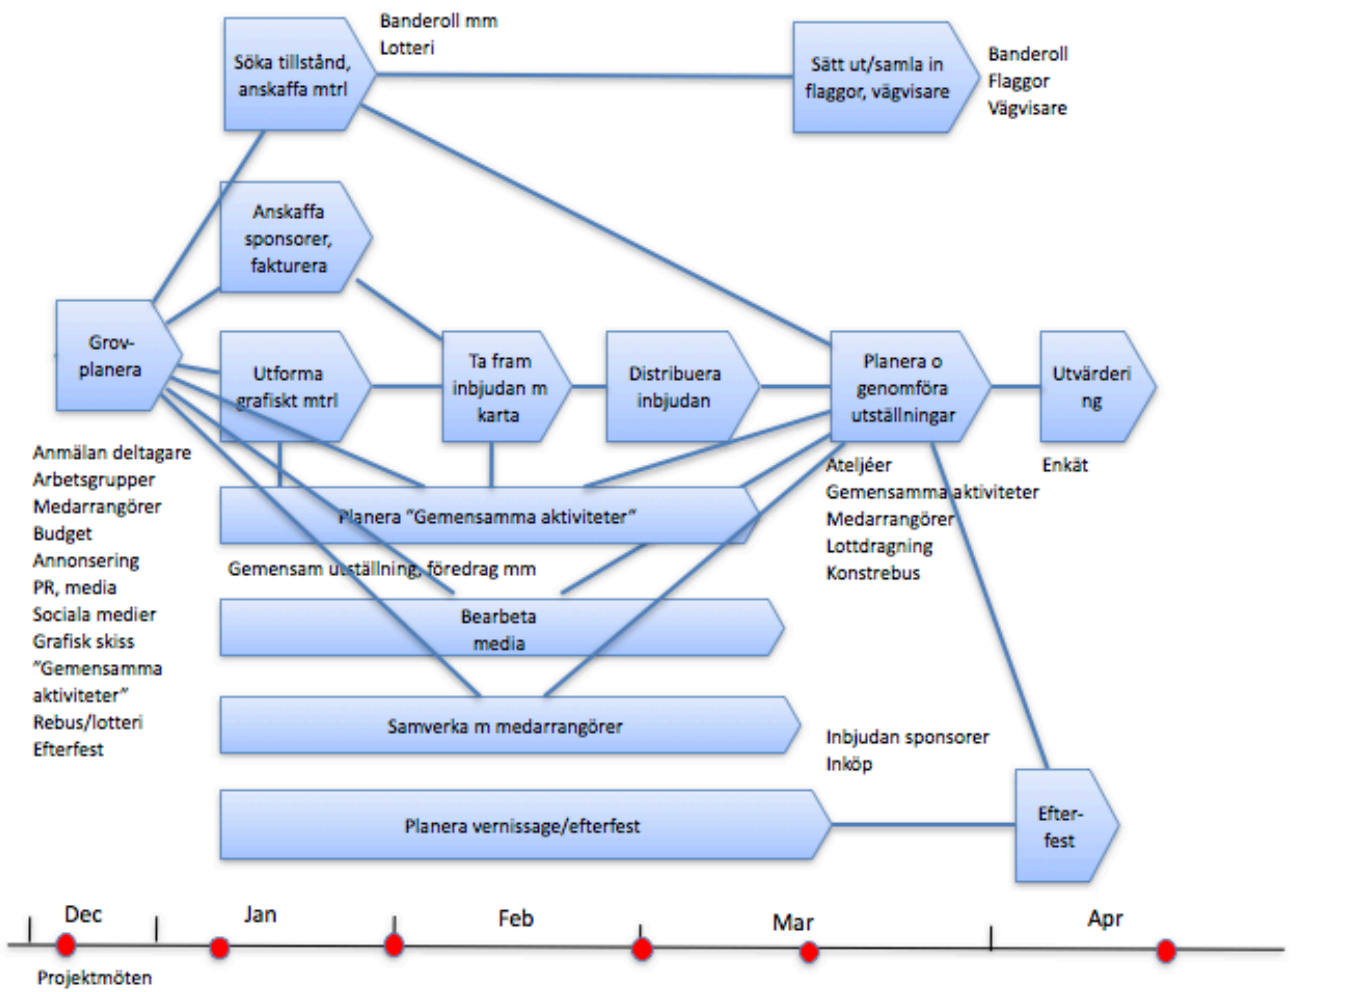 Banderoll mm
Lotteri
Söka tillstånd,
anskaffa mtrl
Sätt ut/samla in
flaggor, vägvisare
Banderoll
Flaggor
Vägvisare
Anskaffa
sponsorer,
fakturera
Grov-
planera
Utforma
grafiskt mtrl
Ta fram
inbjudan m
karta
Distribuera
inbjudan
Planera o
genomföra
utställningar
Utvärderi
ng
Anmälan deltagare
Arbetsgrupper
Medarrangörer
Budget
Annonsering
PR, media
Sociala medier
Grafisk skiss
”Gemensamma
aktiviteter”
Rebus/lotteri
Efterfest
Planera ”Gemensamma aktiviteter”
Gemensam utställning, föredrag mm
Bearbeta
media
Samverka m medarrangörer
Planera vernissage/efterfest
Ateljéer
Gemensamma aktiviteter
Medarrangörer
Lottdragning
Konstrebus
Enkät
Inbjudan sponsorer
Inköp
Efter-
fest
Dec
Jan
Feb
Mar
Apr
Projektmöten